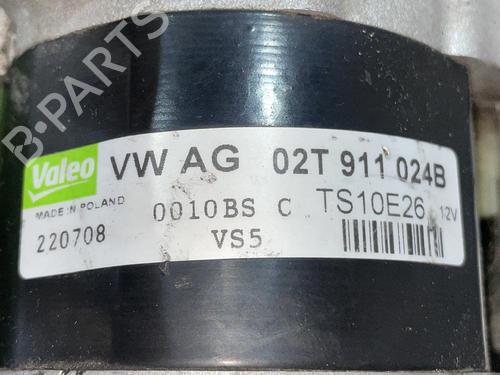 B-PARTS
Valeo VW AG 02T 911 024B
MADE IN POLAND 0010BS C TS10E26 12V
220708 VS5